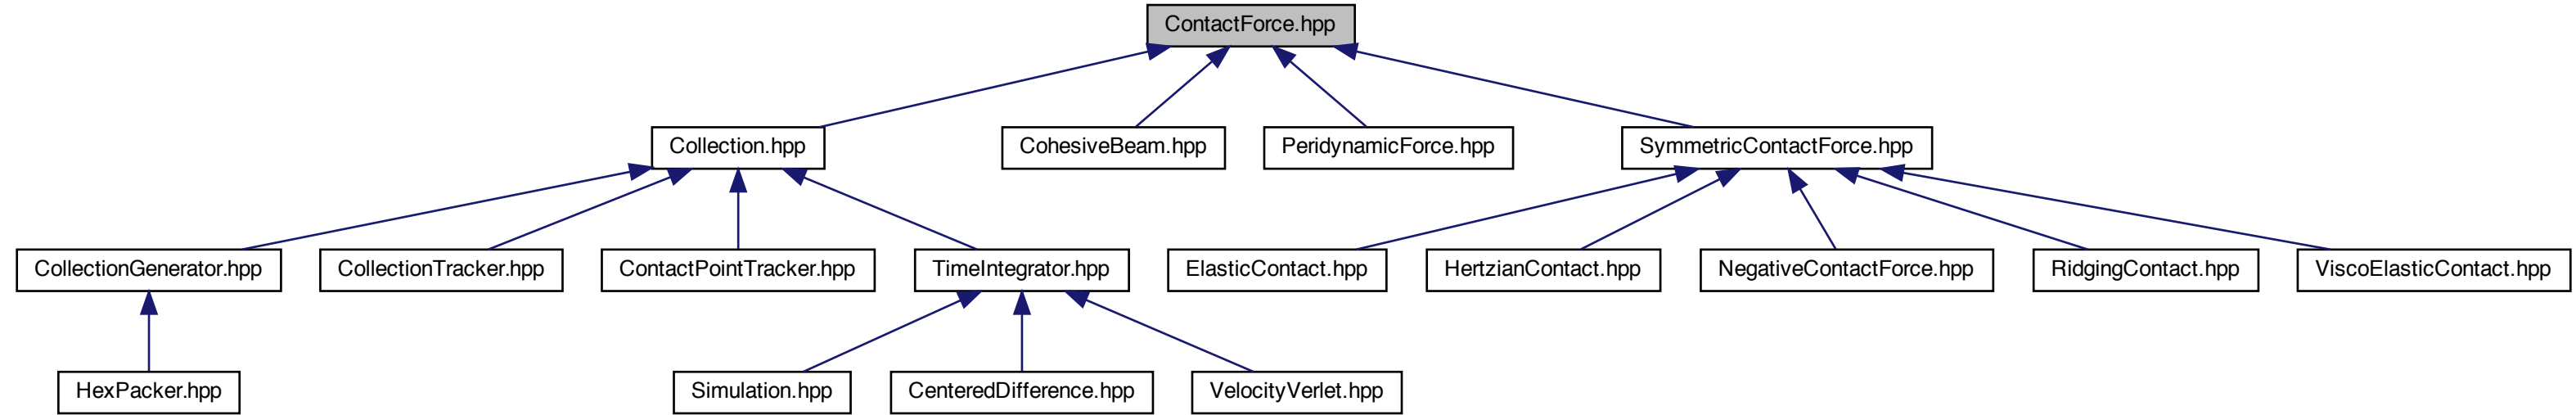 ContactForce.hpp
Collection.hpp
CohesiveBeam.hpp
PeridynamicForce.hpp
SymmetricContactForce.hpp
CollectionGenerator.hpp
CollectionTracker.hpp
ContactPointTracker.hpp
TimeIntegrator.hpp
ElasticContact.hpp
HertzianContact.hpp
NegativeContactForce.hpp
RidgingContact.hpp
ViscoElasticContact.hpp
HexPacker.hpp
Simulation.hpp
CenteredDifference.hpp
VelocityVerlet.hpp